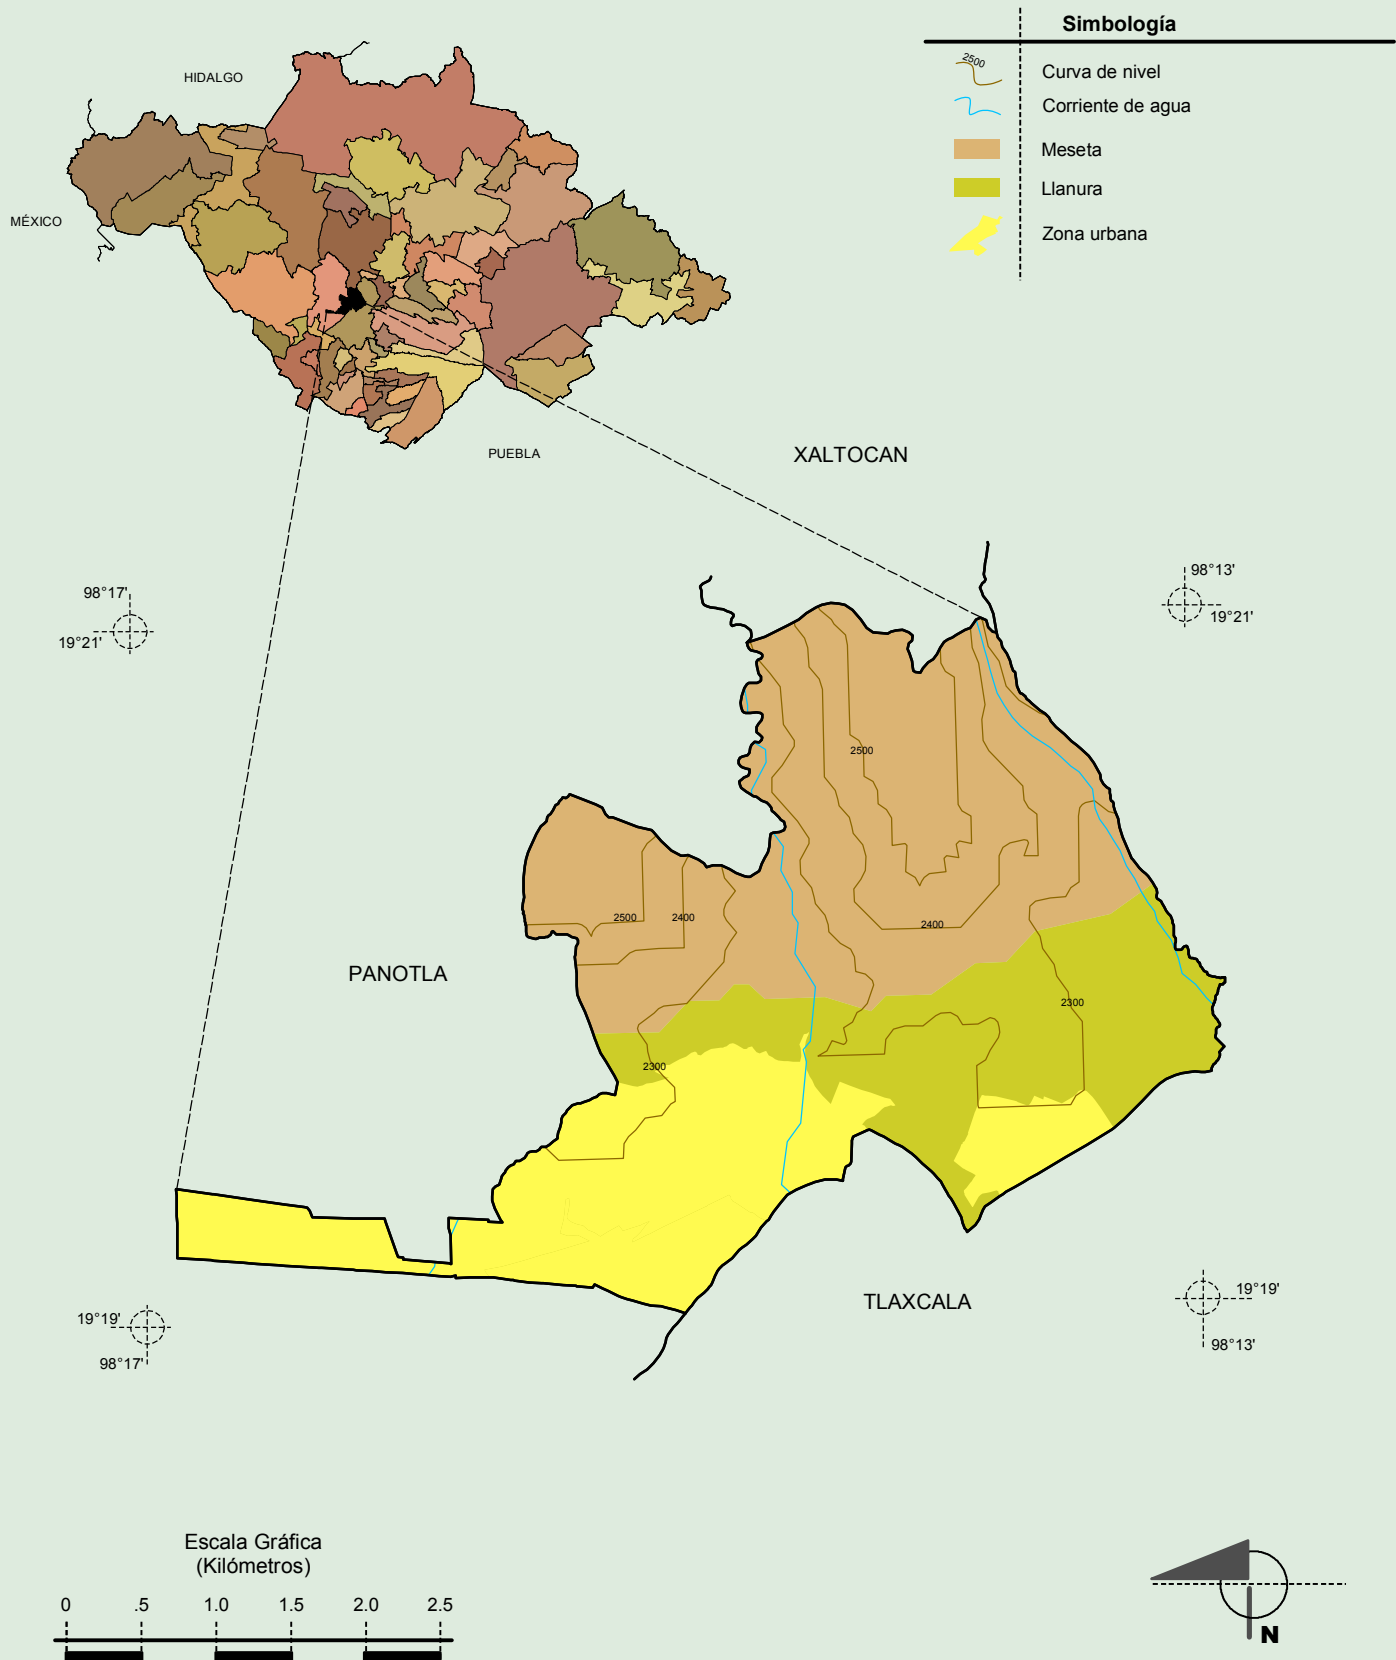 Simbología
2500
Curva de nivel
Corriente de agua
Meseta
Llanura
Zona urbana
HIDALGO
MÉXICO
PUEBLA
XALTOCAN
98°17'
19°21'
98°13'
19°21'
2500
2500
2400
2400
PANOTLA
2300
2300
TLAXCALA
19°19'
98°17'
19°19'
98°13'
Escala Gráfica
(Kilómetros)
0 .5 1.0 1.5 2.0 2.5
N